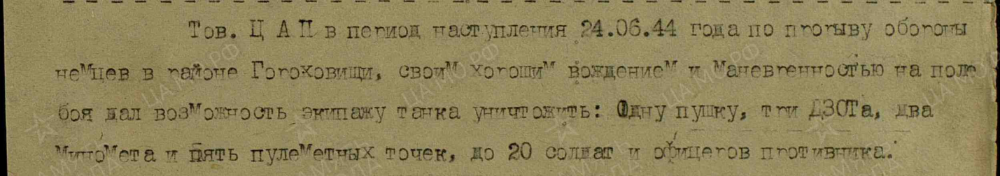 Тов. Ц А П в период наступления 24.06.44 года по прорыву обороны
немцев в районе Гороховищи, своим хорошим вождением и маневренностью на поле
боя дал возможность экипажу танка уничтожить: Одну пушку, три ДЗОТа, два
миномета и пять пулеметных точек, до 20 солдат и офицеров противника.